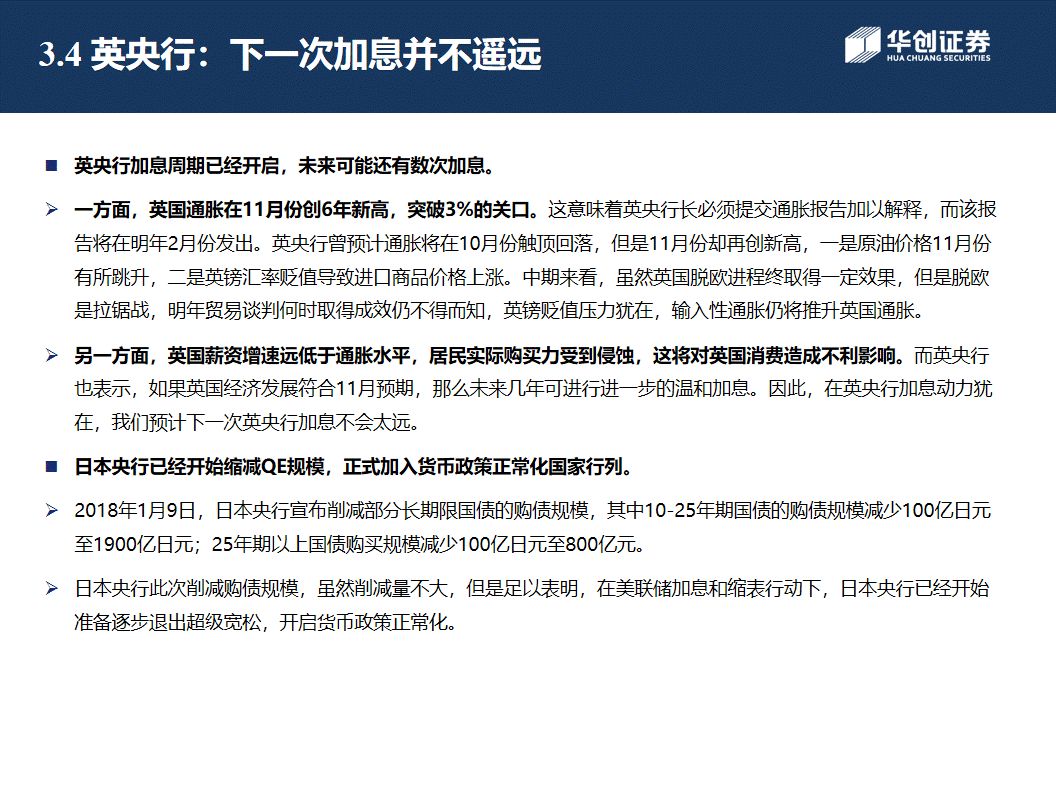 3.4 英央行：下一次加息并不遥远
华创证券
HUA CHUANG SECURITIES
■ 英央行加息周期已经开启，未来可能还有数次加息。
➢ 一方面，英国通胀在11月份创6年新高，突破3%的关口。这意味着英央行长必须提交通胀报告加以解释，而该报
告将在明年2月份发出。英央行曾预计通胀将在10月份触顶回落，但是11月份却再创新高，一是原油价格11月份
有所跳升，二是英镑汇率贬值导致进口商品价格上涨。中期来看，虽然英国脱欧进程终取得一定效果，但是脱欧
是拉锯战，明年贸易谈判何时取得成效仍不得而知，英镑贬值压力犹在，输入性通胀仍将推升英国通胀。
➢ 另一方面，英国薪资增速远低于通胀水平，居民实际购买力受到侵蚀，这将对英国消费造成不利影响。而英央行
也表示，如果英国经济发展符合11月预期，那么未来几年可进行进一步的温和加息。因此，在英央行加息动力犹
在，我们预计下一次英央行加息不会太远。
■ 日本央行已经开始缩减QE规模，正式加入货币政策正常化国家行列。
➢ 2018年1月9日，日本央行宣布削减部分长期限国债的购债规模，其中10-25年期国债的购债规模减少100亿日元
至1900亿日元；25年期以上国债购买规模减少100亿日元至800亿元。
➢ 日本央行此次削减购债规模，虽然削减量不大，但是足以表明，在美联储加息和缩表行动下，日本央行已经开始
准备逐步退出超级宽松，开启货币政策正常化。